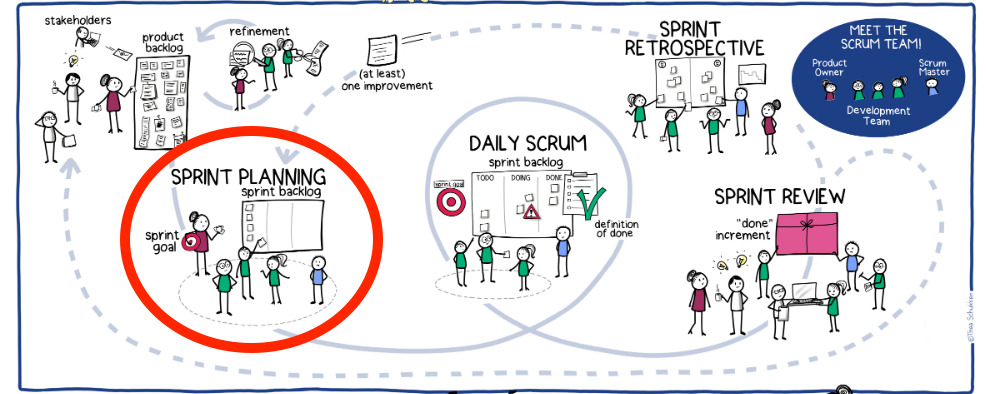 stakeholders
product
backlog
refinement
(at least)
one improvement
SPRINT
RETROSPECTIVE
MEET THE
SCRUM TEAM!
Product
Owner
Scrum
Master
Development
Team
SPRINT PLANNING
sprint backlog
sprint
goal
DAILY SCRUM
sprint backlog
sprint goal
TODO
DOING
DONE
definition
of done
SPRINT REVIEW
"done"
increment
©Thea Schukken